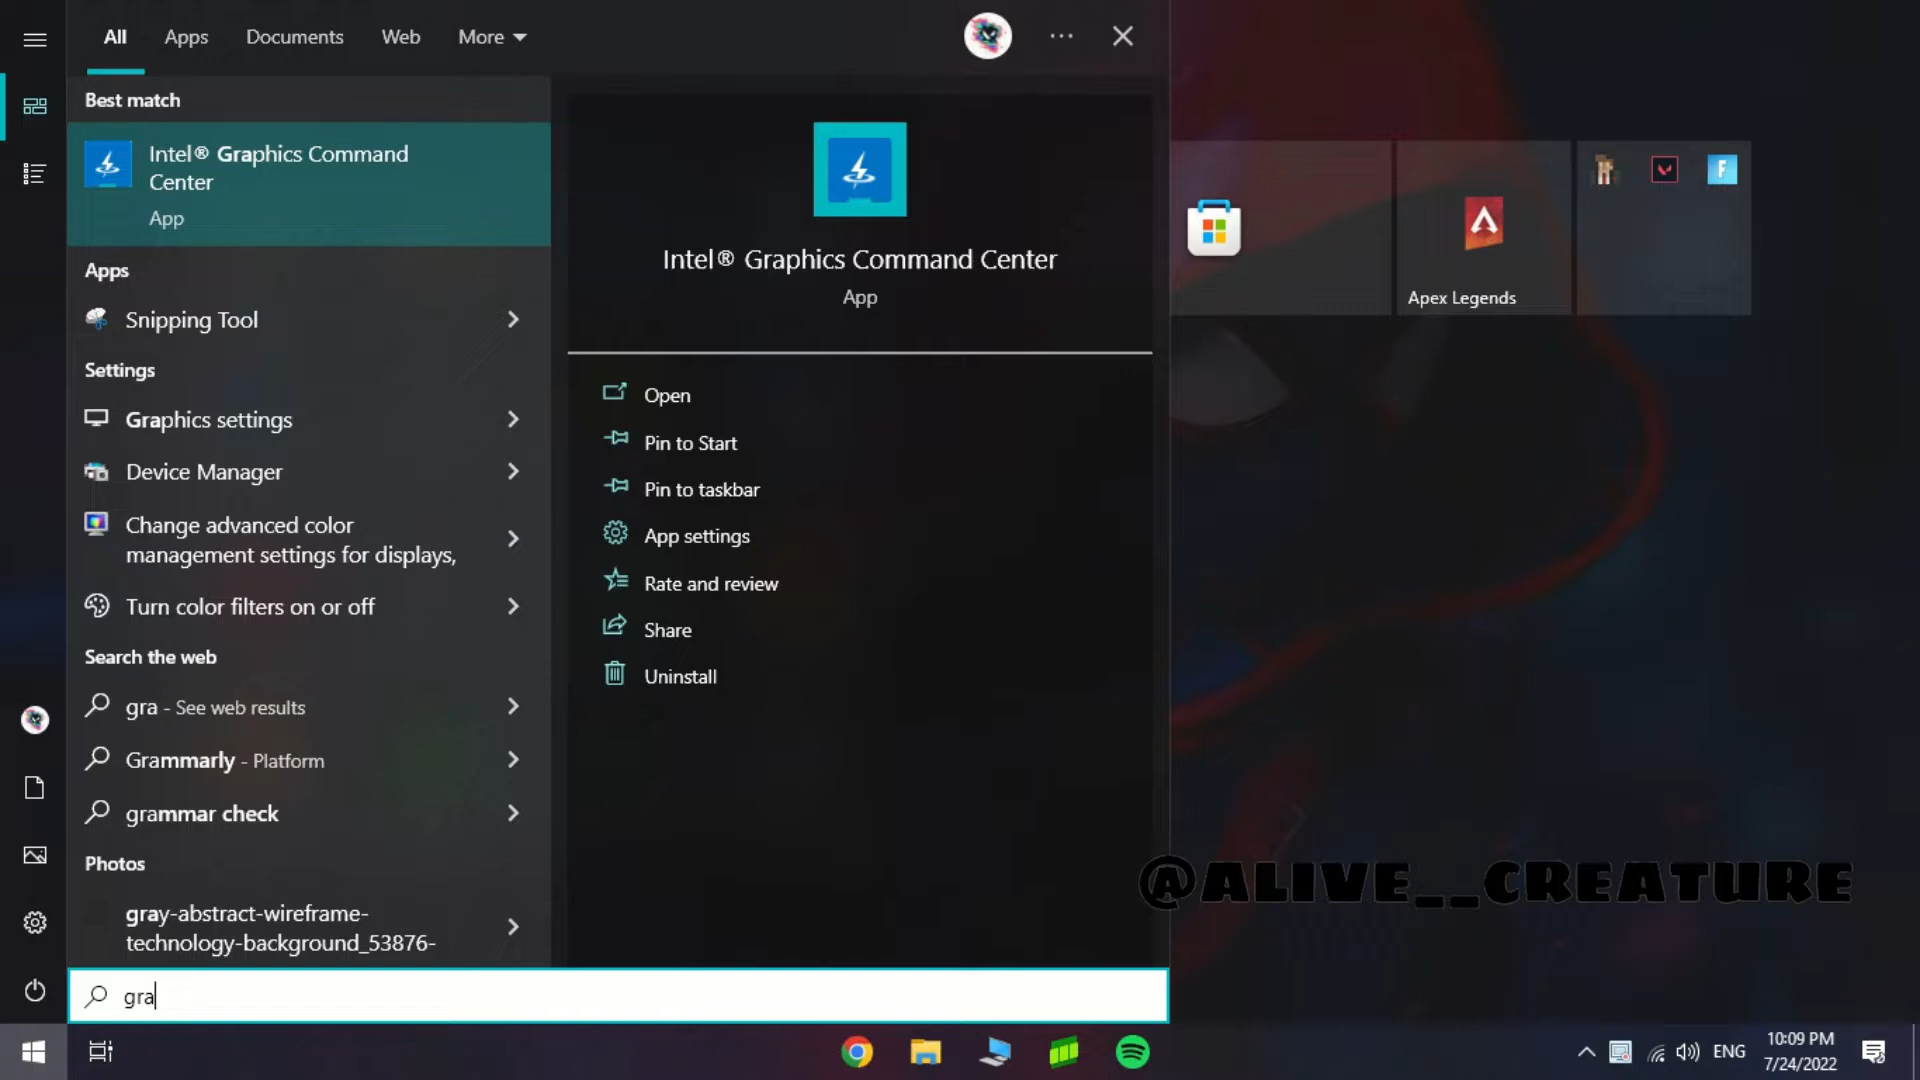 All
Apps
Documents
Web
More
Best match
Intel® Graphics Command
Center
App
Apps
Snipping Tool
Settings
Graphics settings
Device Manager
Change advanced color
management settings for displays,
Turn color filters on or off
Search the web
gra - See web results
Grammarly - Platform
grammar check
Photos
gray-abstract-wireframe-
technology-background_53876-
gra
Intel® Graphics Command Center
App
Open
Pin to Start
Pin to taskbar
App settings
Rate and review
Share
Uninstall
Apex Legends
F
@ALIVE__CREATURE
ENG
10:09 PM
7/24/2022